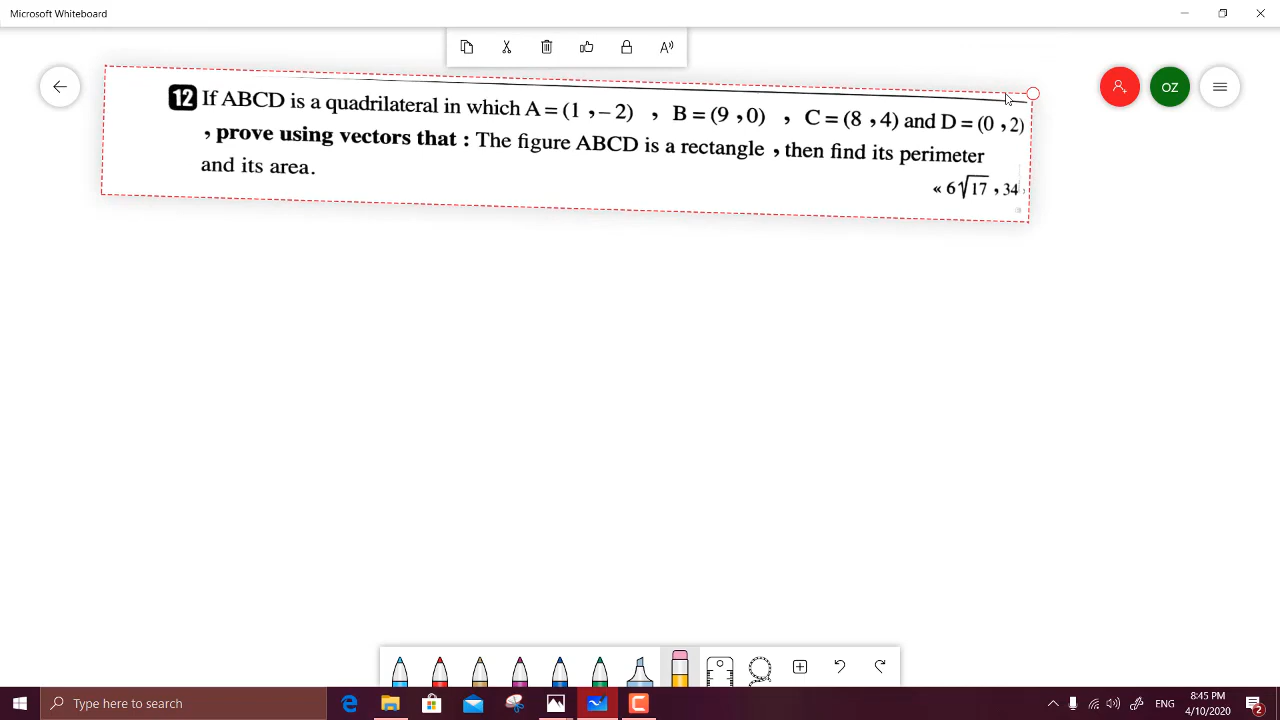 Microsoft Whiteboard
OZ
12 If ABCD is a quadrilateral in which A = (1 , – 2) , B = (9 , 0) , C = (8 , 4) and D = (0 , 2)
, prove using vectors that : The figure ABCD is a rectangle , then find its perimeter
and its area.
« 6√17 , 34
Type here to search
ENG
8:45 PM
4/10/2020
2